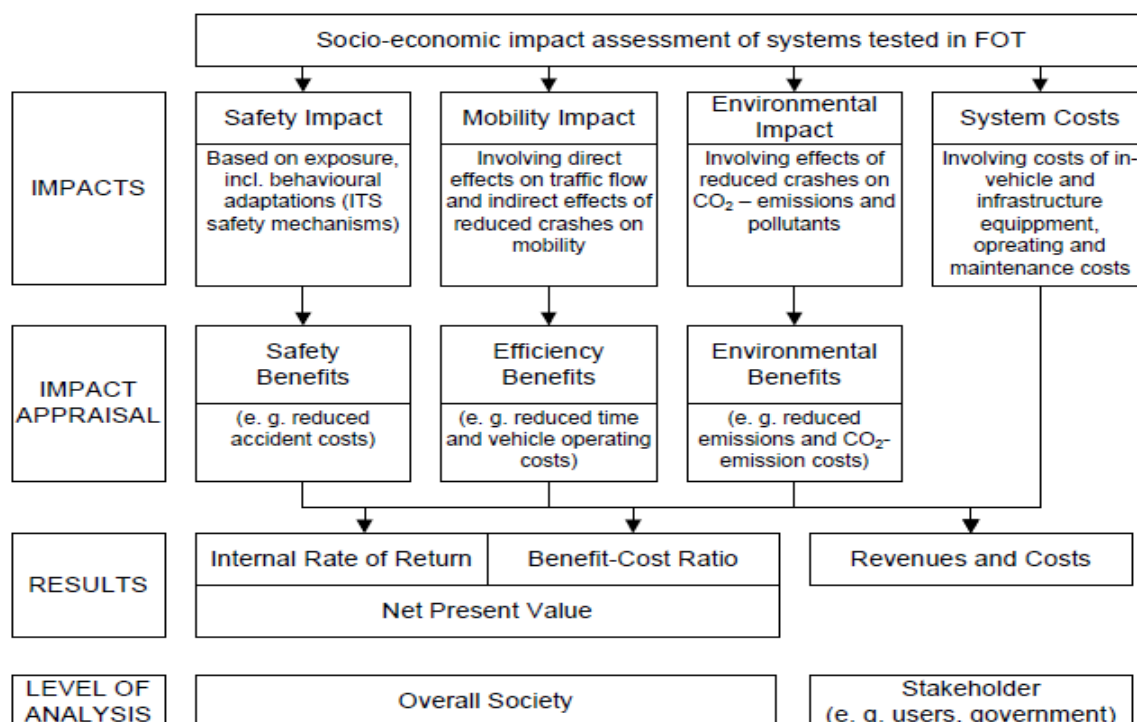 Socio-economic impact assessment of systems tested in FOT
IMPACTS
Safety Impact
Based on exposure,
incl. behavioural
adaptations (ITS
safety mechanisms)
Mobility Impact
Involving direct
effects on traffic flow
and indirect effects of
reduced crashes on
mobility
Environmental
Impact
Involving effects of
reduced crashes on
CO₂ – emissions and
pollutants
System Costs
Involving costs of in-
vehicle and
infrastructure
equippment,
opreating and
maintenance costs
IMPACT
APPRAISAL
Safety
Benefits
(e. g. reduced
accident costs)
Efficiency
Benefits
(e. g. reduced time
and vehicle operating
costs)
Environmental
Benefits
(e. g. reduced
emissions and CO₂-
emission costs)
RESULTS
Internal Rate of Return
Benefit-Cost Ratio
Net Present Value
Revenues and Costs
LEVEL OF
ANALYSIS
Overall Society
Stakeholder
(e. g. users, government)